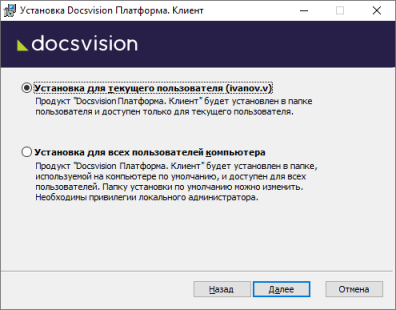 Установка Docsvision Платформа. Клиент
docsvision
Установка для текущего пользователя (ivanov.v)
Продукт "Docsvision Платформа. Клиент" будет установлен в папке
пользователя и доступен только для текущего пользователя.
Установка для всех пользователей компьютера
Продукт "Docsvision Платформа. Клиент" будет установлен в папке,
используемой на компьютере по умолчанию, и доступен для всех
пользователей. Папку установки по умолчанию можно изменить.
Необходимы привилегии локального администратора.
Назад Далее Отмена